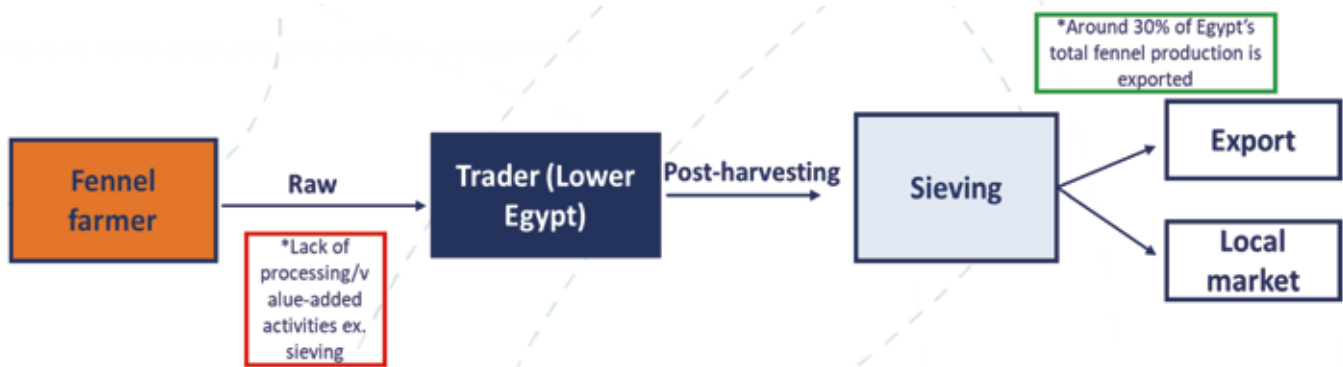 *Around 30% of Egypt's
total fennel production is
exported
Fennel
farmer
Raw
*Lack of
processing/v
alue-added
activities ex.
sieving
Trader (Lower
Egypt)
Post-harvesting
Sieving
Export
Local
market